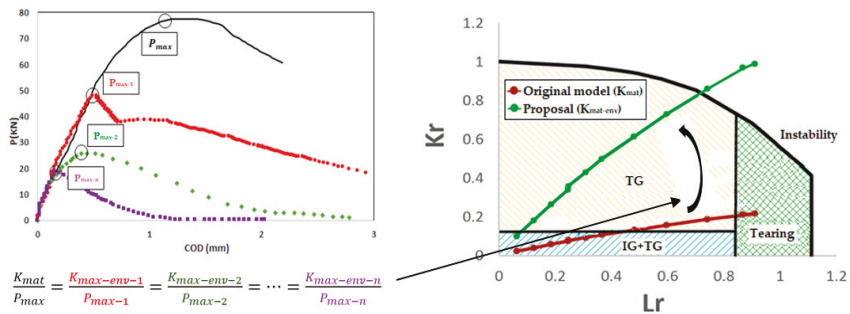 80
70
60
50
40
30
20
10
0
P(KN)
P_max
P_max-1
P_max-2
P_max-n
0
1
2
3
COD (mm)
K_mat/P_max = K_max-env-1/P_max-1 = K_max-env-2/P_max-2 = ⋯ = K_max-env-n/P_max-n
1.2
1
0.8
0.6
0.4
0.2
0
Kr
Original model (K_mat)
Proposal (K_mat-env)
Instability
TG
Tearing
IG+TG
0
0.2
0.4
0.6
0.8
1
1.2
Lr